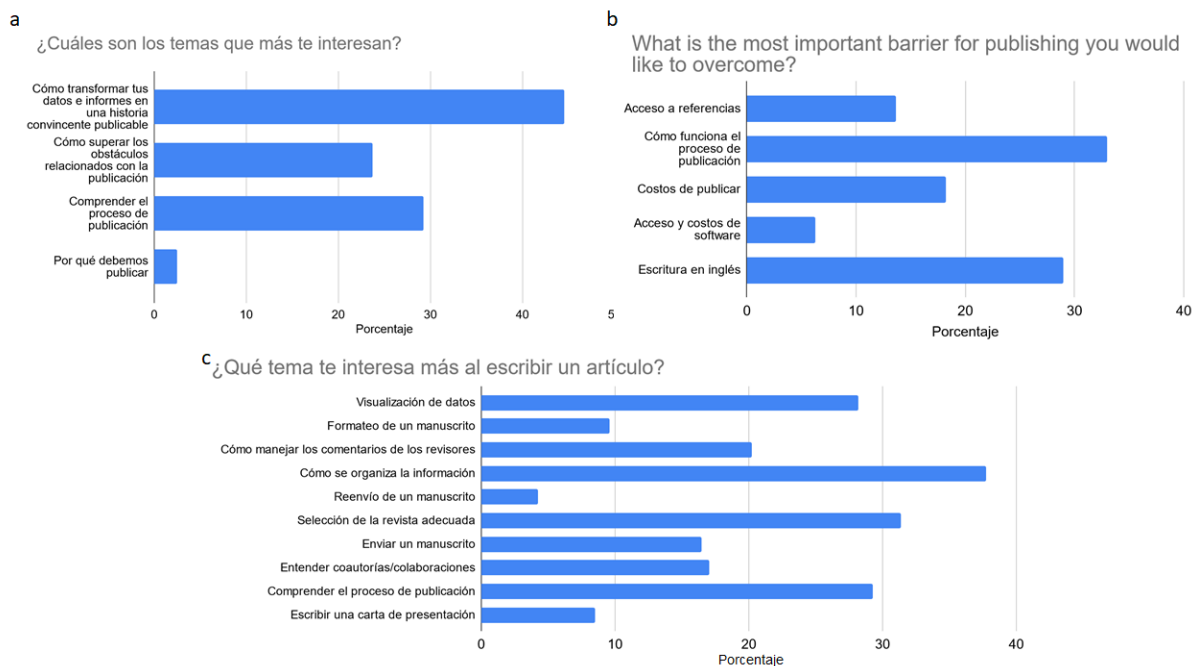 a
¿Cuáles son los temas que más te interesan?
Cómo transformar tus
datos e informes en
una historia
convincente publicable
Cómo superar los
obstáculos
relacionados con la
publicación
Comprender el
proceso de
publicación
Por qué debemos
publicar
0 10 20 30 40 5
Porcentaje
b
What is the most important barrier for publishing you would
like to overcome?
Acceso a referencias
Cómo funciona el
proceso de
publicación
Costos de publicar
Acceso y costos de
software
Escritura en inglés
0 10 20 30 40
Porcentaje
c
¿Qué tema te interesa más al escribir un artículo?
Visualización de datos
Formateo de un manuscrito
Cómo manejar los comentarios de los revisores
Cómo se organiza la información
Reenvío de un manuscrito
Selección de la revista adecuada
Enviar un manuscrito
Entender coautorías/colaboraciones
Comprender el proceso de publicación
Escribir una carta de presentación
0 10 20 30 40
Porcentaje